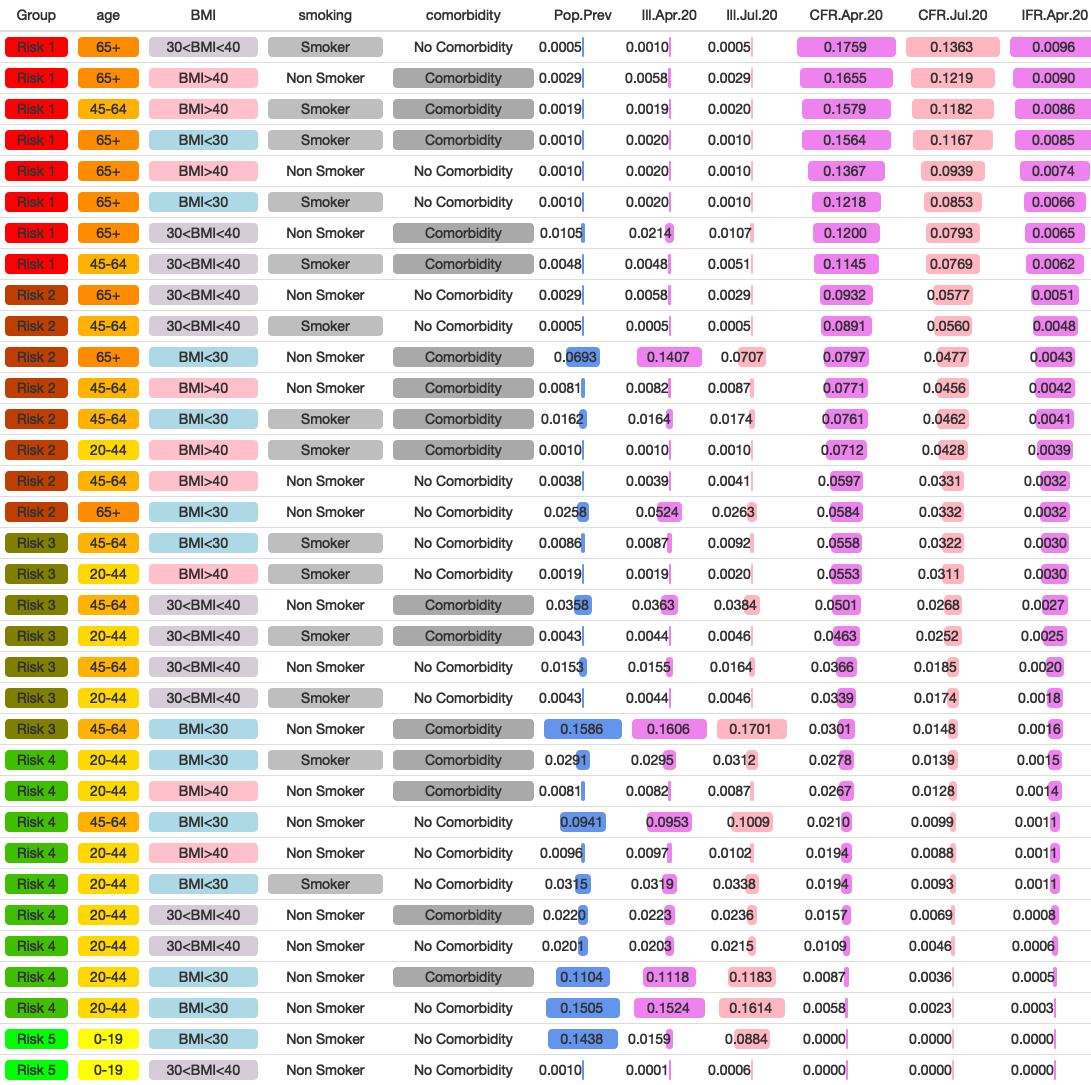 Group age BMI smoking comorbidity Pop.Prev Ill.Apr.20 Ill.Jul.20 CFR.Apr.20 CFR.Jul.20 IFR.Apr.20
Risk 1 65+ 30<BMI<40 Smoker No Comorbidity 0.0005 0.0010 0.0005 0.1759 0.1363 0.0096
Risk 1 65+ BMI>40 Non Smoker Comorbidity 0.0029 0.0058 0.0029 0.1655 0.1219 0.0090
Risk 1 45-64 BMI>40 Smoker Comorbidity 0.0019 0.0019 0.0020 0.1579 0.1182 0.0086
Risk 1 65+ BMI<30 Smoker Comorbidity 0.0010 0.0020 0.0010 0.1564 0.1167 0.0085
Risk 1 65+ BMI>40 Non Smoker No Comorbidity 0.0010 0.0020 0.0010 0.1367 0.0939 0.0074
Risk 1 65+ BMI<30 Smoker No Comorbidity 0.0010 0.0020 0.0010 0.1218 0.0853 0.0066
Risk 1 65+ 30<BMI<40 Non Smoker Comorbidity 0.0105 0.0214 0.0107 0.1200 0.0793 0.0065
Risk 1 45-64 30<BMI<40 Smoker Comorbidity 0.0048 0.0048 0.0051 0.1145 0.0769 0.0062
Risk 2 65+ 30<BMI<40 Non Smoker No Comorbidity 0.0029 0.0058 0.0029 0.0932 0.0577 0.0051
Risk 2 45-64 30<BMI<40 Smoker No Comorbidity 0.0005 0.0005 0.0005 0.0891 0.0560 0.0048
Risk 2 65+ BMI<30 Non Smoker Comorbidity 0.0693 0.1407 0.0707 0.0797 0.0477 0.0043
Risk 2 45-64 BMI>40 Non Smoker Comorbidity 0.0081 0.0082 0.0087 0.0771 0.0456 0.0042
Risk 2 45-64 BMI<30 Smoker Comorbidity 0.0162 0.0164 0.0174 0.0761 0.0462 0.0041
Risk 2 20-44 BMI>40 Smoker Comorbidity 0.0010 0.0010 0.0010 0.0712 0.0428 0.0039
Risk 2 45-64 BMI>40 Non Smoker No Comorbidity 0.0038 0.0039 0.0041 0.0597 0.0331 0.0032
Risk 2 65+ BMI<30 Non Smoker No Comorbidity 0.0258 0.0524 0.0263 0.0584 0.0332 0.0032
Risk 3 45-64 BMI<30 Smoker No Comorbidity 0.0086 0.0087 0.0092 0.0558 0.0322 0.0030
Risk 3 20-44 BMI>40 Smoker No Comorbidity 0.0019 0.0019 0.0020 0.0553 0.0311 0.0030
Risk 3 45-64 30<BMI<40 Non Smoker Comorbidity 0.0358 0.0363 0.0384 0.0501 0.0268 0.0027
Risk 3 20-44 30<BMI<40 Smoker Comorbidity 0.0043 0.0044 0.0046 0.0463 0.0252 0.0025
Risk 3 45-64 30<BMI<40 Non Smoker No Comorbidity 0.0153 0.0155 0.0164 0.0366 0.0185 0.0020
Risk 3 20-44 30<BMI<40 Smoker No Comorbidity 0.0043 0.0044 0.0046 0.0339 0.0174 0.0018
Risk 3 45-64 BMI<30 Non Smoker Comorbidity 0.1586 0.1606 0.1701 0.0301 0.0148 0.0016
Risk 4 20-44 BMI<30 Smoker Comorbidity 0.0291 0.0295 0.0312 0.0278 0.0139 0.0015
Risk 4 20-44 BMI>40 Non Smoker Comorbidity 0.0081 0.0082 0.0087 0.0267 0.0128 0.0014
Risk 4 45-64 BMI<30 Non Smoker No Comorbidity 0.0941 0.0953 0.1009 0.0210 0.0099 0.0011
Risk 4 20-44 BMI>40 Non Smoker No Comorbidity 0.0096 0.0097 0.0102 0.0194 0.0088 0.0011
Risk 4 20-44 BMI<30 Smoker No Comorbidity 0.0315 0.0319 0.0338 0.0194 0.0093 0.0011
Risk 4 20-44 30<BMI<40 Non Smoker Comorbidity 0.0220 0.0223 0.0236 0.0157 0.0069 0.0008
Risk 4 20-44 30<BMI<40 Non Smoker No Comorbidity 0.0201 0.0203 0.0215 0.0109 0.0046 0.0006
Risk 4 20-44 BMI<30 Non Smoker Comorbidity 0.1104 0.1118 0.1183 0.0087 0.0036 0.0005
Risk 4 20-44 BMI<30 Non Smoker No Comorbidity 0.1505 0.1524 0.1614 0.0058 0.0023 0.0003
Risk 5 0-19 BMI<30 Non Smoker No Comorbidity 0.1438 0.0159 0.0884 0.0000 0.0000 0.0000
Risk 5 0-19 30<BMI<40 Non Smoker No Comorbidity 0.0010 0.0001 0.0006 0.0000 0.0000 0.0000